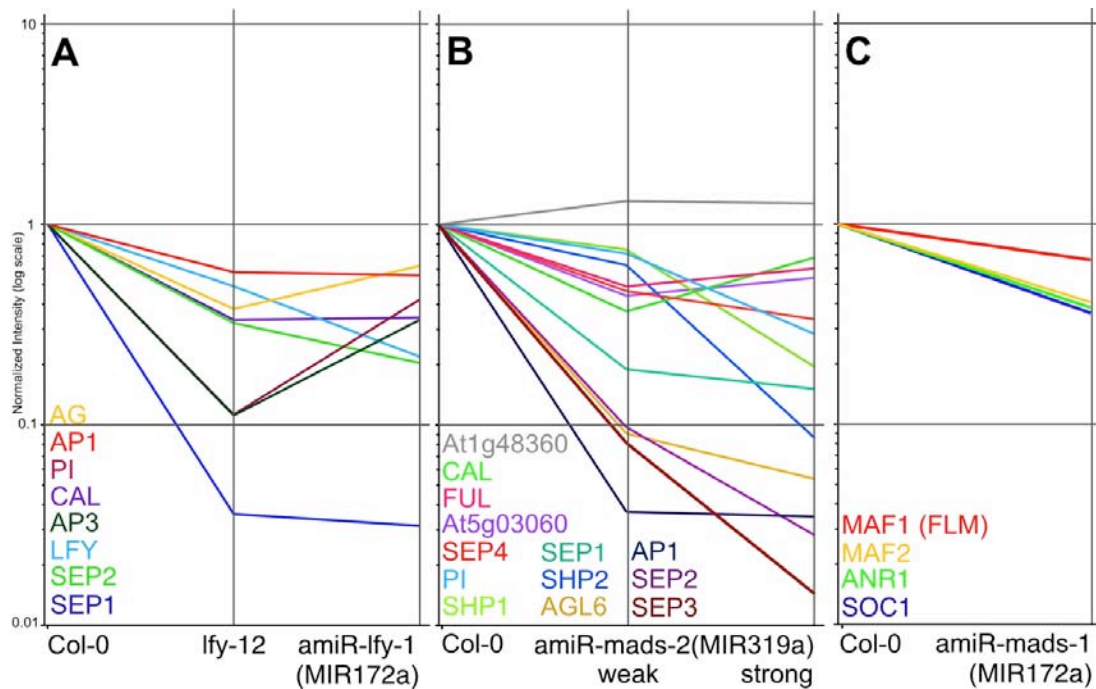 Normalized Intensity (log scale)
10
1
0.1
0.01
A
AG
AP1
PI
CAL
AP3
LFY
SEP2
SEP1
Col-0 lfy-12 amiR-lfy-1
(MIR172a)
B
At1g48360
CAL
FUL
At5g03060
SEP4 SEP1 AP1
PI SHP2 SEP2
SHP1 AGL6 SEP3
Col-0 amiR-mads-2(MIR319a)
weak strong
C
MAF1 (FLM)
MAF2
ANR1
SOC1
Col-0 amiR-mads-1
(MIR172a)